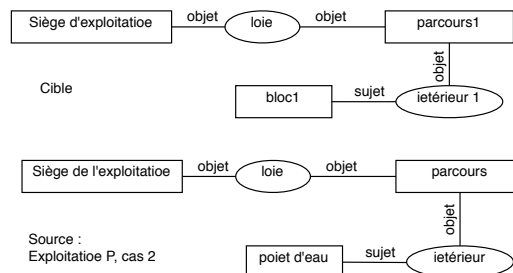 Siège d'exploitatioe
objet
loie
objet
parcours1
objet
Cible
bloc1
sujet
ietérieur 1
Siège de l'exploitatioe
objet
loie
objet
parcours
objet
Source :
Exploitatioe P, cas 2
poiet d'eau
sujet
ietérieur